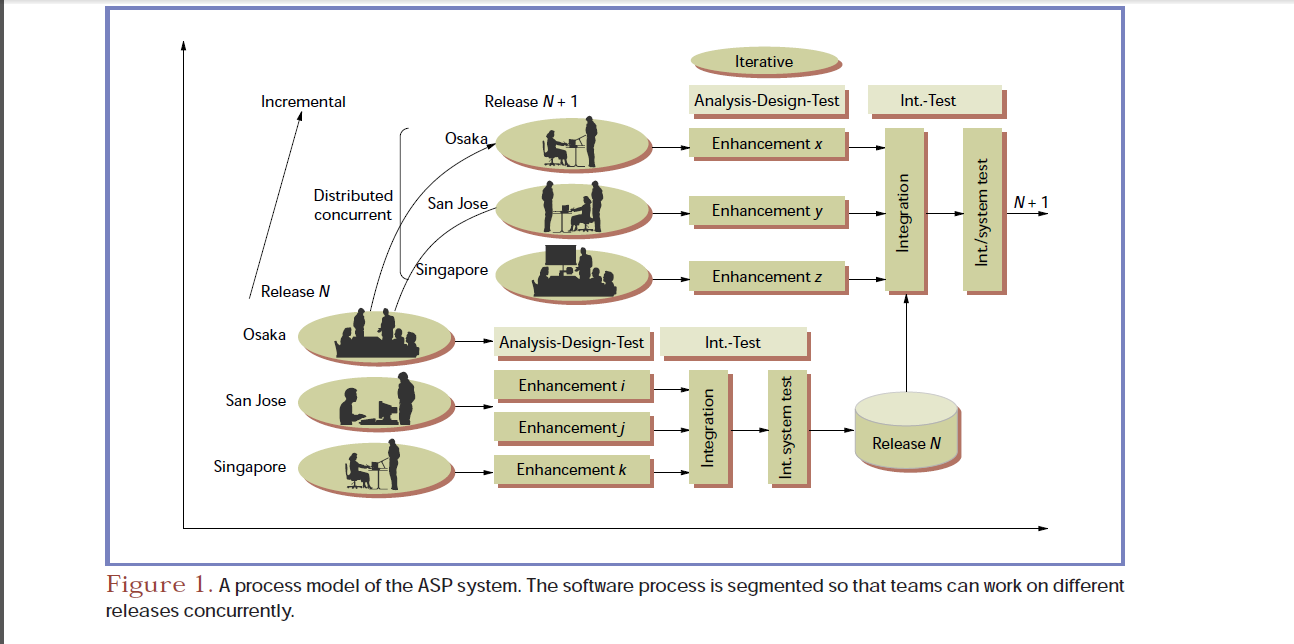 Iterative
Incremental
Release N + 1
Analysis-Design-Test
Int.-Test
Osaka
Enhancement x
Distributed
concurrent
San Jose
Enhancement y
Integration
Int./system test
N + 1
Singapore
Enhancement z
Release N
Osaka
Analysis-Design-Test
Int.-Test
San Jose
Enhancement i
Enhancement j
Integration
Int. system test
Release N
Singapore
Enhancement k
Figure 1. A process model of the ASP system. The software process is segmented so that teams can work on different
releases concurrently.